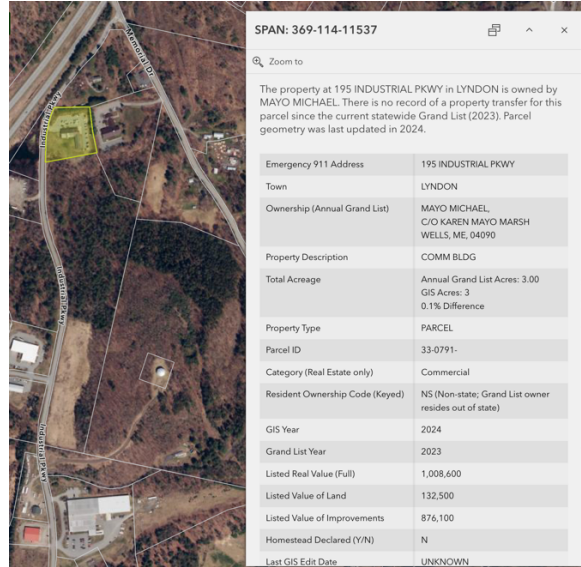 Memorial Dr
Industrial Pkwy
Industrial Pkwy
Industrial Pkwy
SPAN: 369-114-11537
Zoom to
The property at 195 INDUSTRIAL PKWY in LYNDON is owned by
MAYO MICHAEL. There is no record of a property transfer for this
parcel since the current statewide Grand List (2023). Parcel
geometry was last updated in 2024.
Emergency 911 Address 195 INDUSTRIAL PKWY
Town LYNDON
Ownership (Annual Grand List) MAYO MICHAEL,
C/O KAREN MAYO MARSH
WELLS, ME, 04090
Property Description COMM BLDG
Total Acreage Annual Grand List Acres: 3.00
GIS Acres: 3
0.1% Difference
Property Type PARCEL
Parcel ID 33-0791-
Category (Real Estate only) Commercial
Resident Ownership Code (Keyed) NS (Non-state; Grand List owner
resides out of state)
GIS Year 2024
Grand List Year 2023
Listed Real Value (Full) 1,008,600
Listed Value of Land 132,500
Listed Value of Improvements 876,100
Homestead Declared (Y/N) N
Last GIS Edit Date UNKNOWN